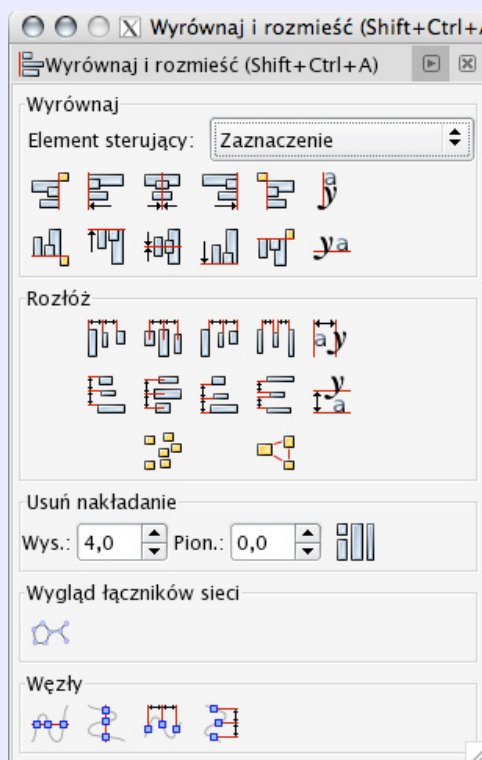 Wyrównaj i rozmieść (Shift+Ctrl+A
Wyrównaj i rozmieść (Shift+Ctrl+A)
Wyrównaj
Element sterujący: Zaznaczenie
a y
y a
Rozłóż
a y
y a
Usuń nakładanie
Wys.: 4,0 Pion.: 0,0
Wygląd łączników sieci
Węzły